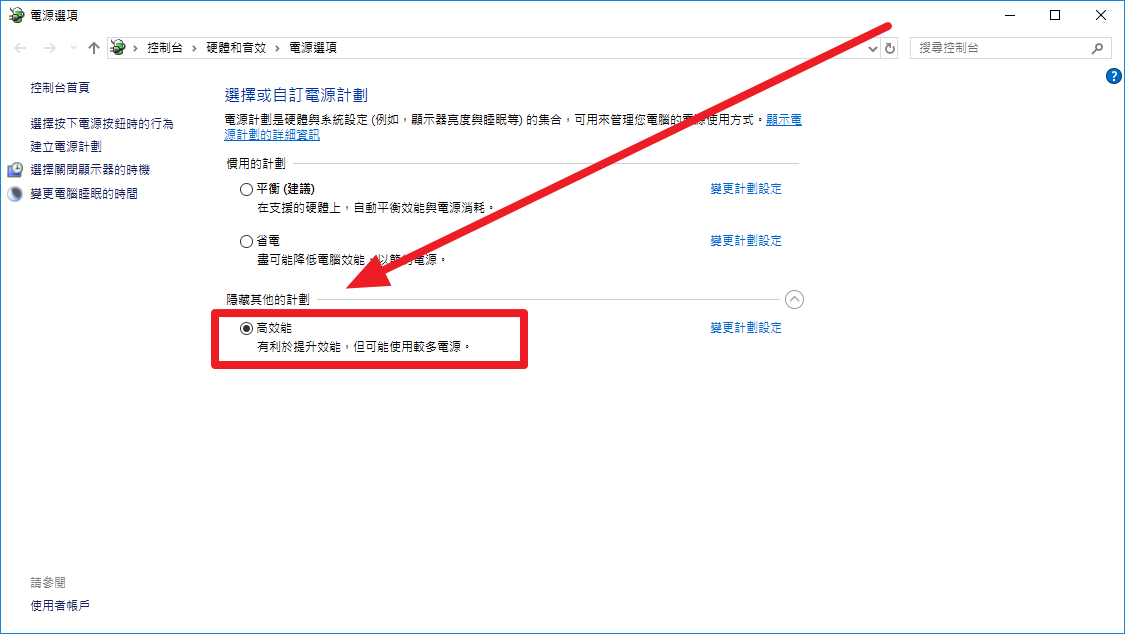 電源選項
控制台 硬體和音效 電源選項
搜尋控制台
?
控制台首頁
選擇按下電源按鈕時的行為
建立電源計劃
選擇關閉顯示器的時機
變更電腦睡眠的時間
選擇或自訂電源計劃
電源計劃是硬體與系統設定 (例如，顯示器亮度與睡眠等) 的集合，可用來管理您電腦的電源使用方式。顯示電
源計劃的詳細資訊
慣用的計劃
平衡 (建議) 變更計劃設定
在支援的硬體上，自動平衡效能與電源消耗。
省電 變更計劃設定
盡可能降低電腦效能，以節約電源。
隱藏其他的計劃
高效能 變更計劃設定
有利於提升效能，但可能使用較多電源。
請參閱
使用者帳戶